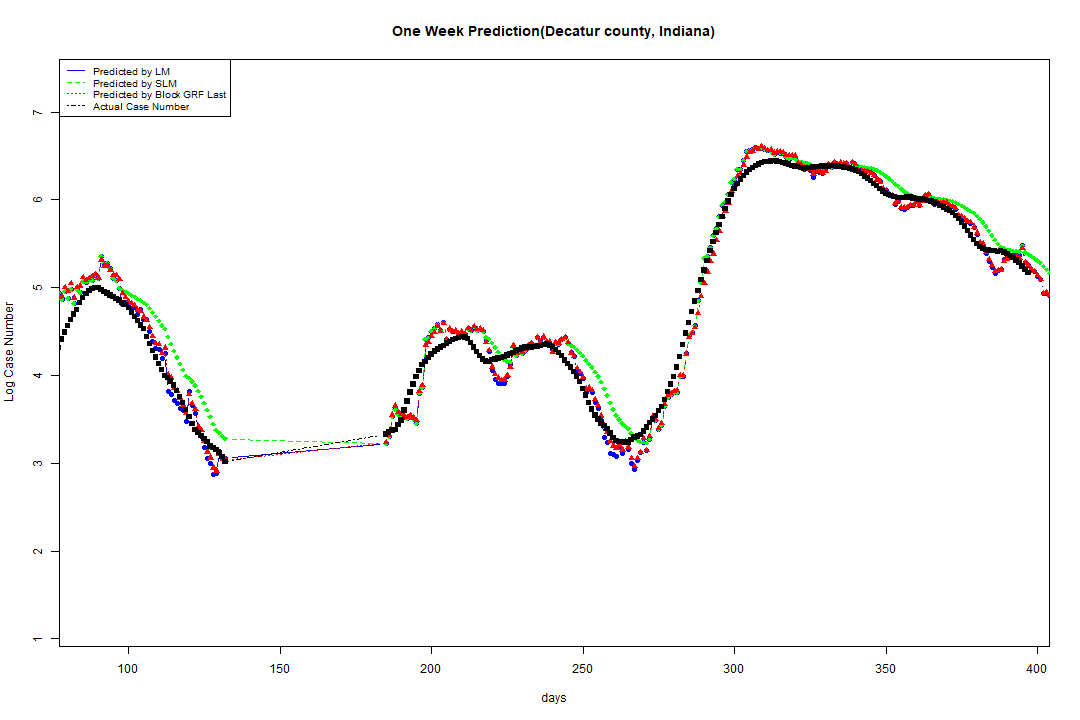 One Week Prediction(Decatur county, Indiana)
Predicted by LM
Predicted by SLM
Predicted by Block GRF Last
Actual Case Number
Log Case Number
7
6
5
4
3
2
1
100 150 200 250 300 350 400
days